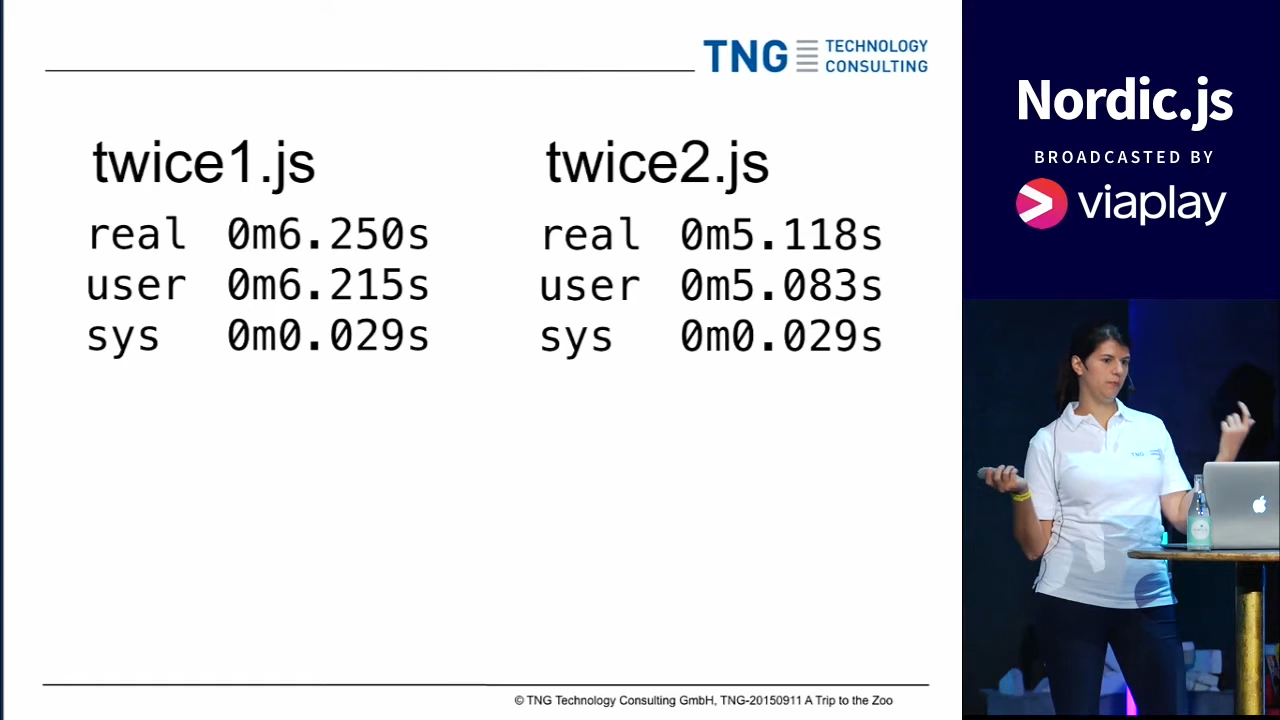 TNG TECHNOLOGY
CONSULTING
twice1.js
real 0m6.250s
user 0m6.215s
sys 0m0.029s
twice2.js
real 0m5.118s
user 0m5.083s
sys 0m0.029s
© TNG Technology Consulting GmbH, TNG-20150911 A Trip to the Zoo
Nordic.js
BROADCASTED BY
viaplay
TNG